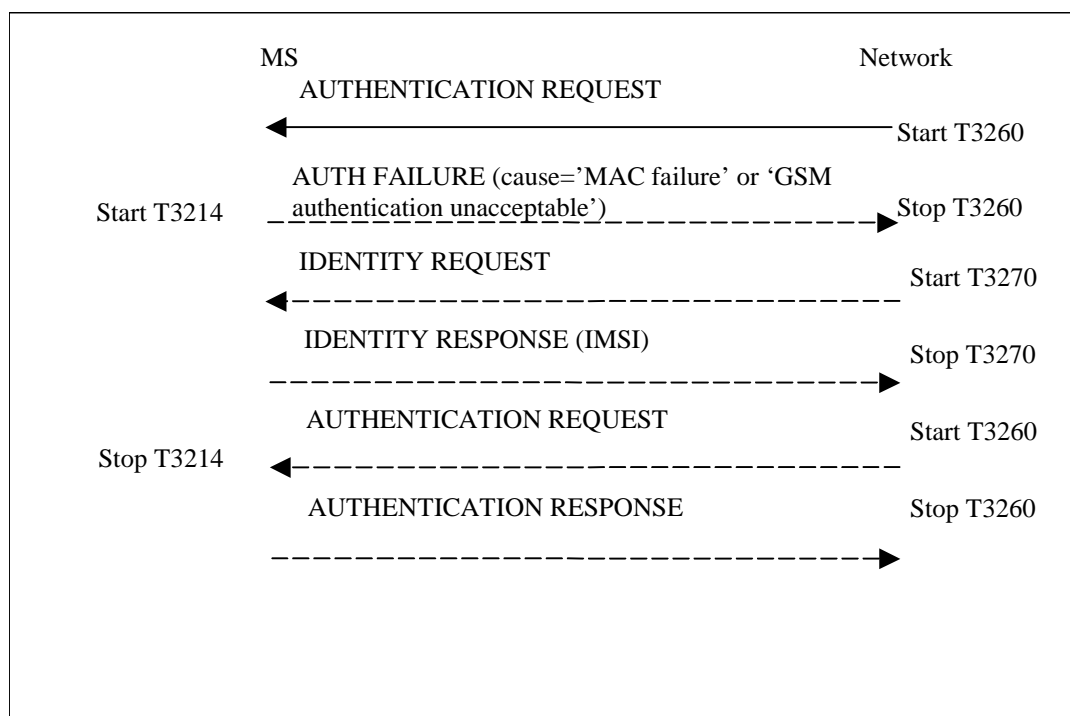 MS Network
AUTHENTICATION REQUEST
Start T3260
AUTH FAILURE (cause=’MAC failure’ or ‘GSM
authentication unacceptable’)
Start T3214
Stop T3260
IDENTITY REQUEST
Start T3270
IDENTITY RESPONSE (IMSI)
Stop T3270
AUTHENTICATION REQUEST
Start T3260
Stop T3214
AUTHENTICATION RESPONSE
Stop T3260